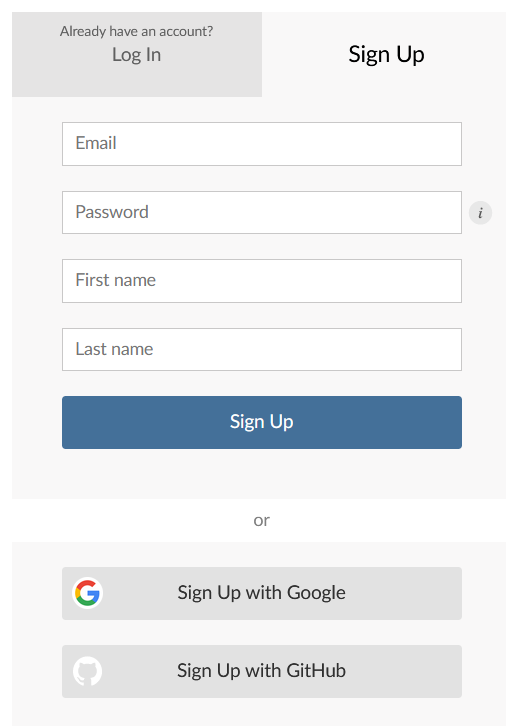 Already have an account?
Log In
Sign Up
Email
Password
i
First name
Last name
Sign Up
or
Sign Up with Google
Sign Up with GitHub